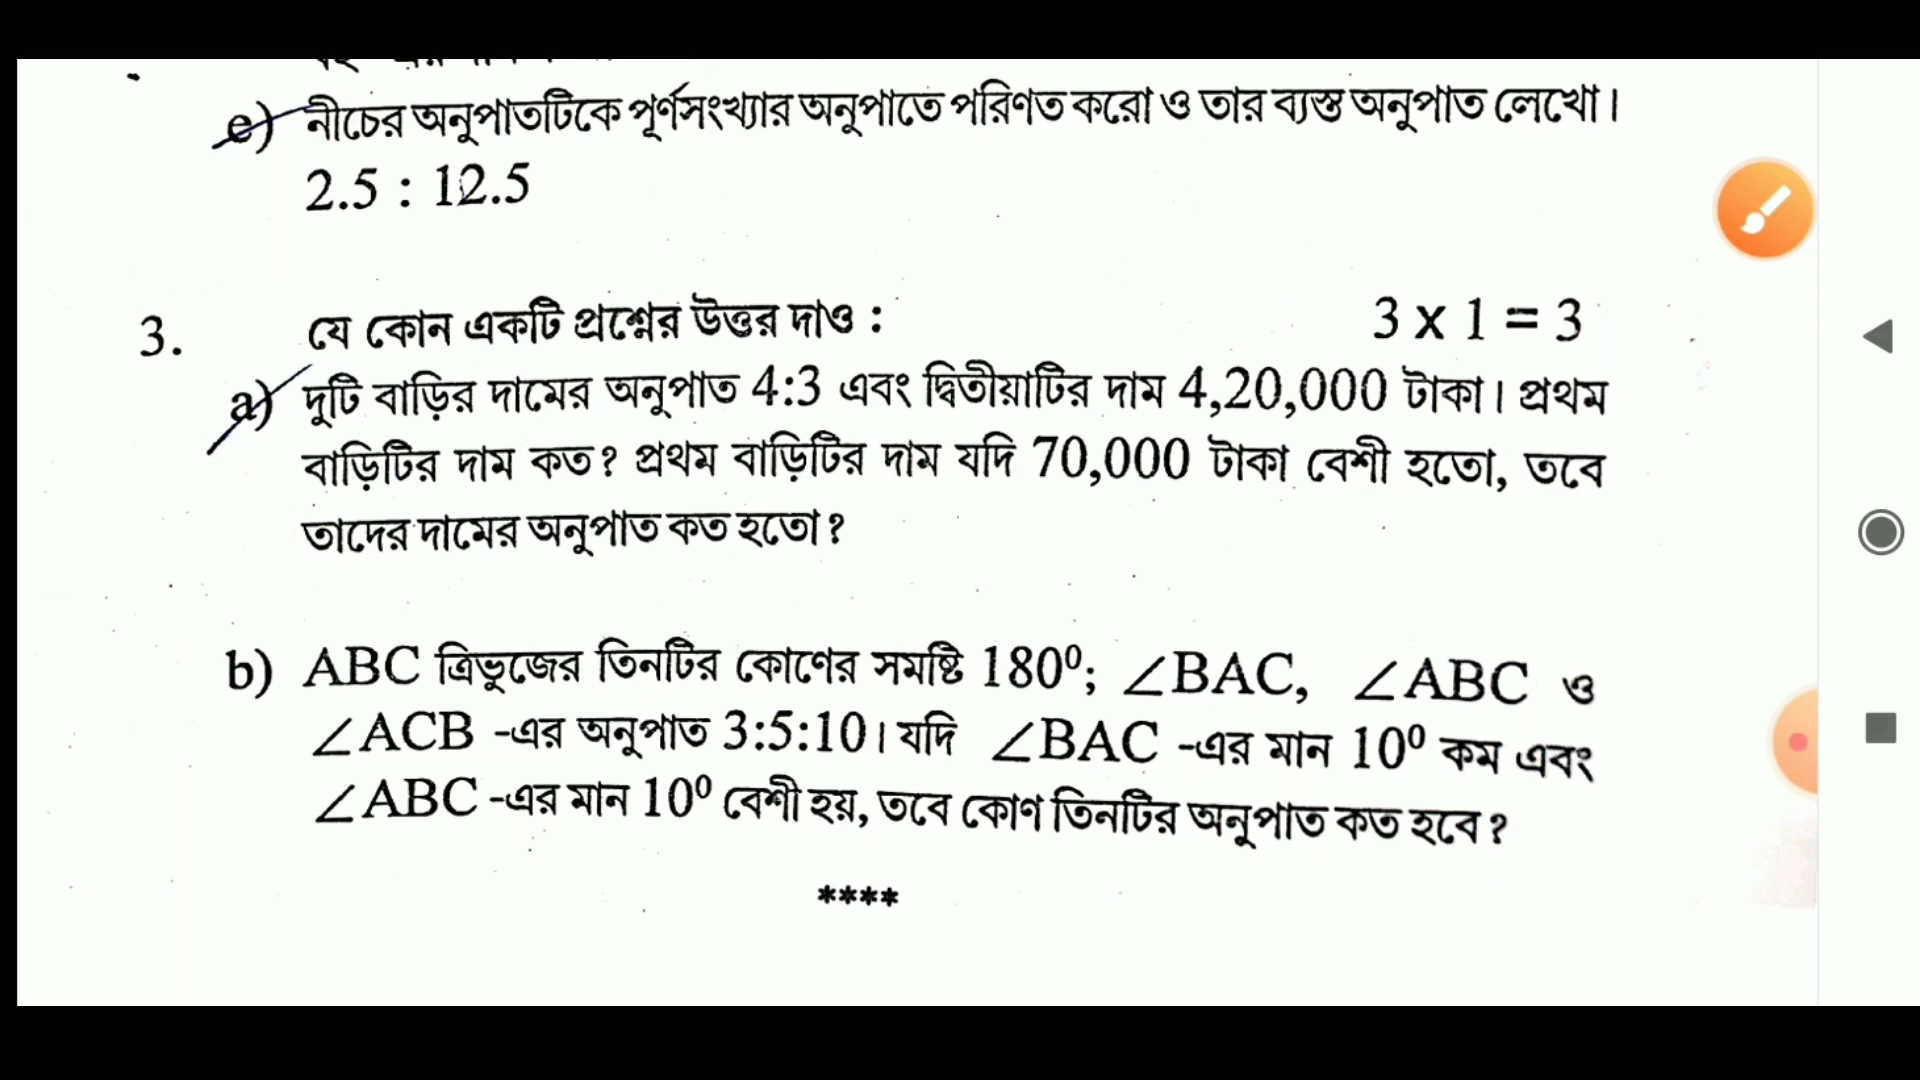 e) নীচের অনুপাতটিকে পূর্ণসংখ্যার অনুপাতে পরিণত করো ও তার ব্যস্ত অনুপাত লেখো।
2.5 : 12.5
3. যে কোন একটি প্রশ্নের উত্তর দাও : 3 x 1 = 3
a) দুটি বাড়ির দামের অনুপাত 4:3 এবং দ্বিতীয়াটির দাম 4,20,000 টাকা। প্রথম
বাড়িটির দাম কত? প্রথম বাড়িটির দাম যদি 70,000 টাকা বেশী হতো, তবে
তাদের দামের অনুপাত কত হতো?
b) ABC ত্রিভুজের তিনটির কোণের সমষ্টি 180⁰; ∠BAC, ∠ABC ও
∠ACB -এর অনুপাত 3:5:10। যদি ∠BAC -এর মান 10⁰ কম এবং
∠ABC -এর মান 10⁰ বেশী হয়, তবে কোণ তিনটির অনুপাত কত হবে?
****